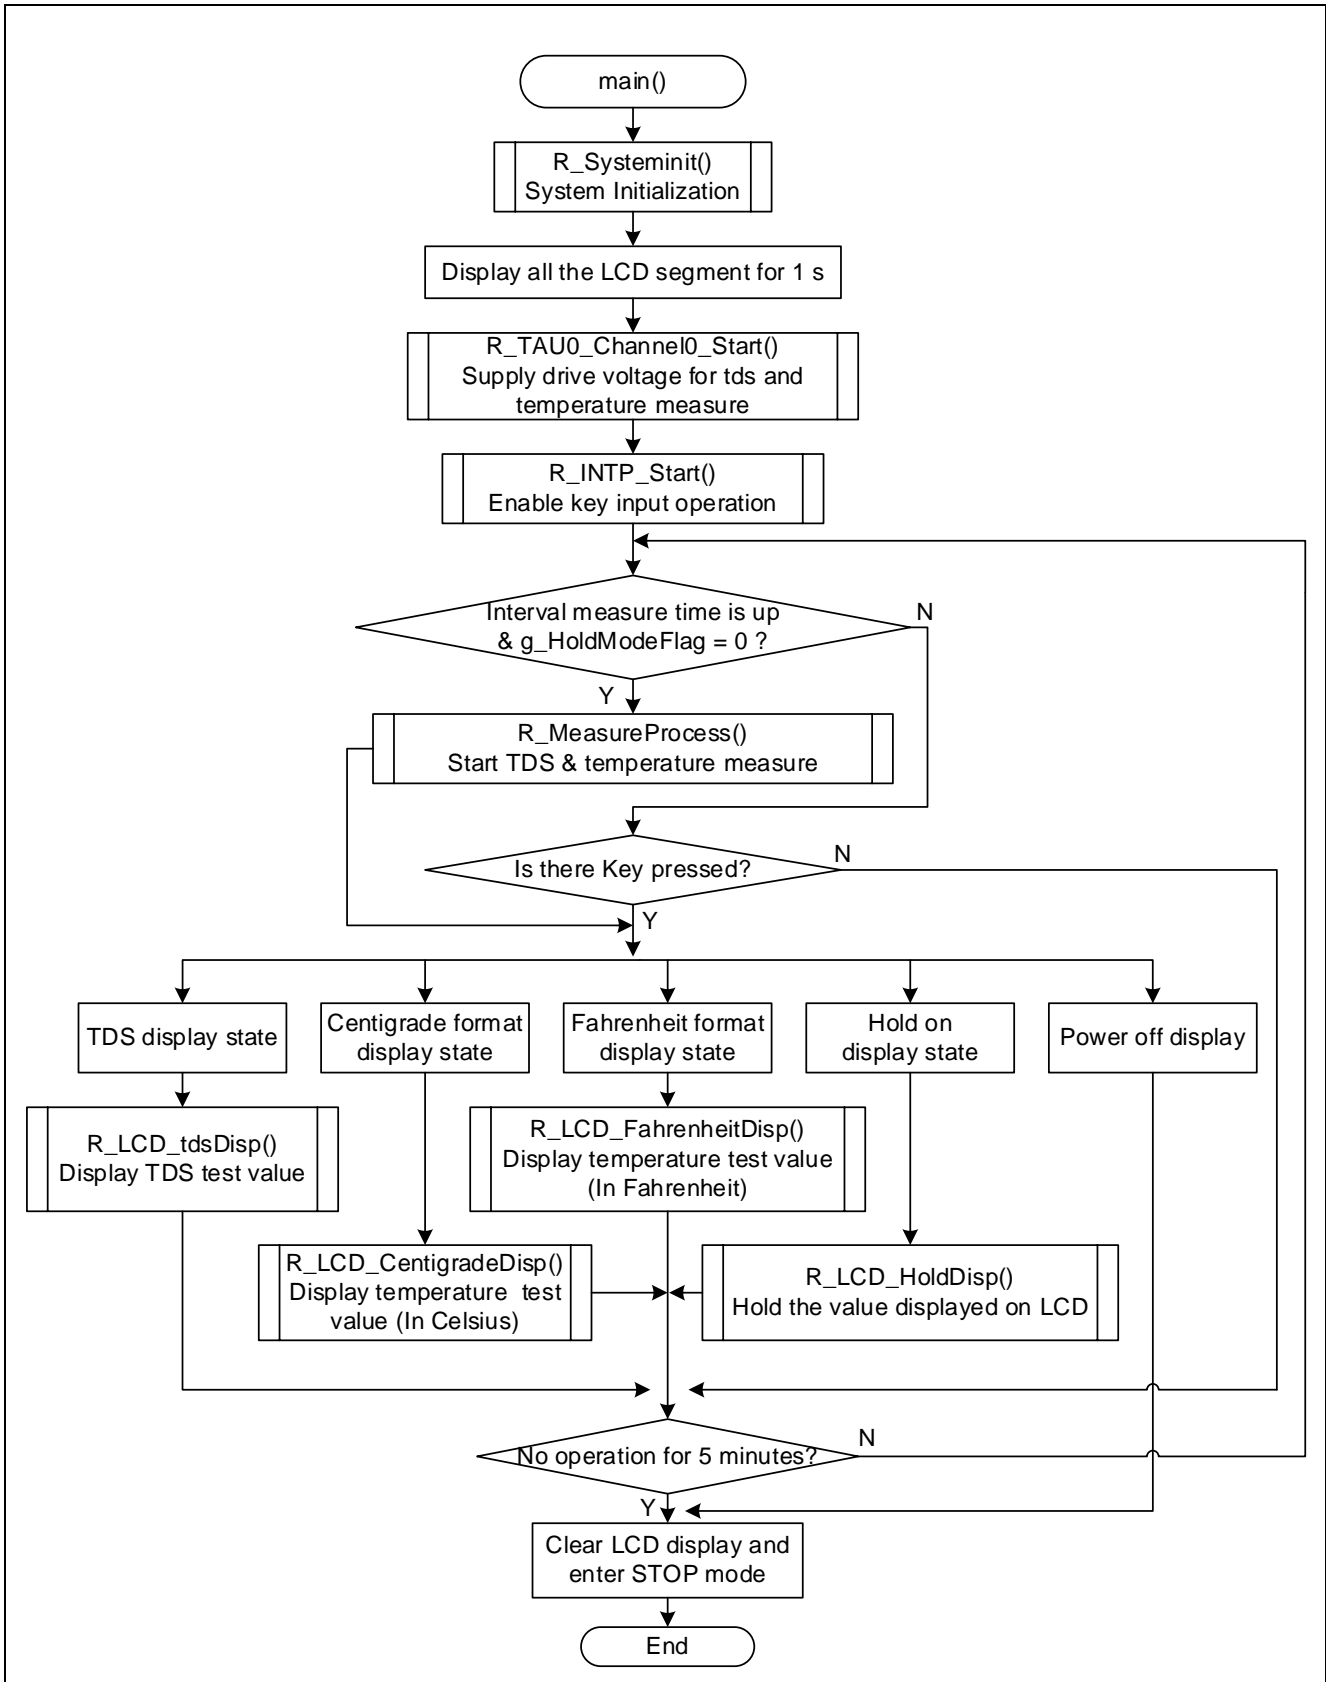 main()
R_Systeminit()
System Initialization
Display all the LCD segment for 1 s
R_TAU0_Channel0_Start()
Supply drive voltage for tds and
temperature measure
R_INTP_Start()
Enable key input operation
Interval measure time is up
& g_HoldModeFlag = 0 ?
N
Y
R_MeasureProcess()
Start TDS & temperature measure
Is there Key pressed?
N
Y
TDS display state
Centigrade format
display state
Fahrenheit format
display state
Hold on
display state
Power off display
R_LCD_tdsDisp()
Display TDS test value
R_LCD_FahrenheitDisp()
Display temperature test value
(In Fahrenheit)
R_LCD_CentigradeDisp()
Display temperature  test
value (In Celsius)
R_LCD_HoldDisp()
Hold the value displayed on LCD
No operation for 5 minutes?
N
Y
Clear LCD display and
enter STOP mode
End